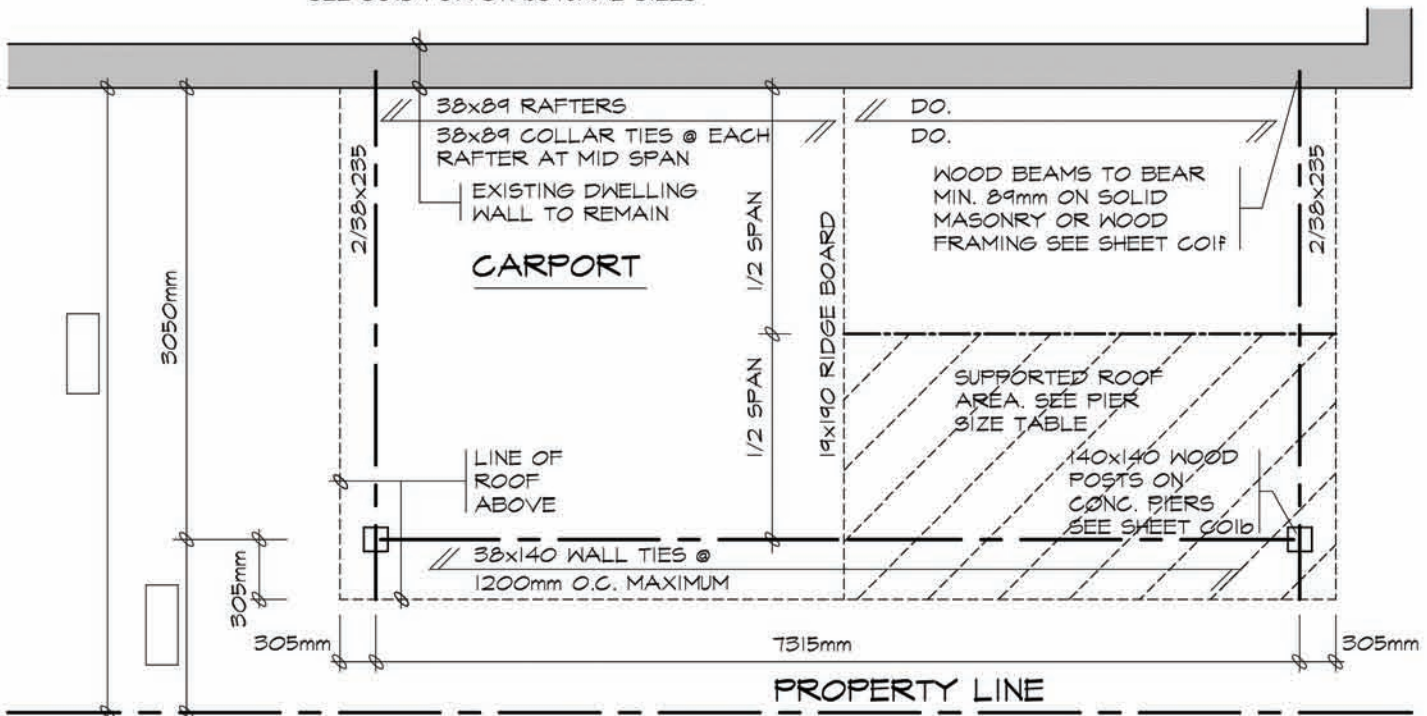 38x89 RAFTERS
38x89 COLLAR TIES @ EACH
RAFTER AT MID SPAN
EXISTING DWELLING
WALL TO REMAIN
CARPORT
DO.
DO.
WOOD BEAMS TO BEAR
MIN. 89mm ON SOLID
MASONRY OR WOOD
FRAMING SEE SHEET C01f
2/38x235
2/38x235
1/2 SPAN
1/2 SPAN
19x190 RIDGE BOARD
3050mm
SUPPORTED ROOF
AREA. SEE PIER
SIZE TABLE
LINE OF
ROOF
ABOVE
140x140 WOOD
POSTS ON
CONC. PIERS
SEE SHEET C01b
38x140 WALL TIES @
1200mm O.C. MAXIMUM
305mm
305mm
7315mm
305mm
PROPERTY LINE